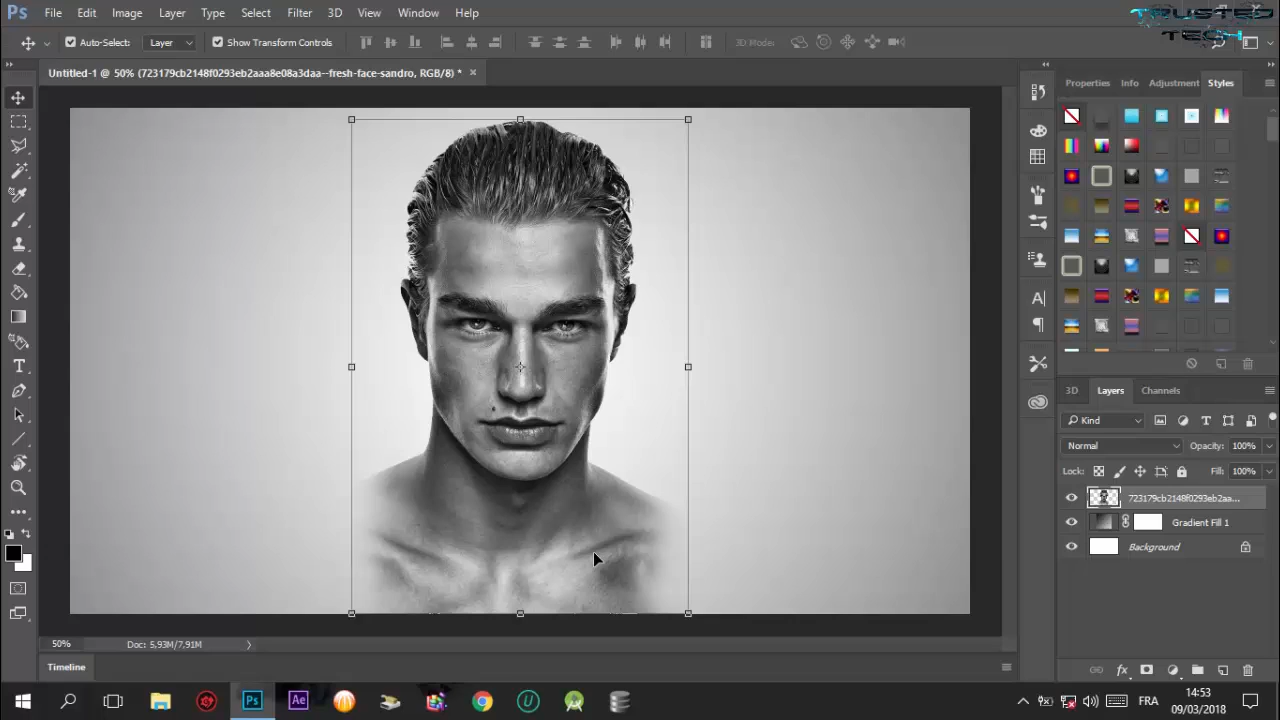 Ps File Edit Image Layer Type Select Filter 3D View Window Help
TRUSTED
TECH
Auto-Select: Layer Show Transform Controls 3D Mode:
Untitled-1 @ 50% (723179cb2148f0293eb2aaa8e08a3daa--fresh-face-sandro, RGB/8) * ×
Properties Info Adjustment Styles
3D Layers Channels
Kind
Normal Opacity: 100%
Lock: Fill: 100%
723179cb2148f0293eb2aa...
Gradient Fill 1
Background
50% Doc: 5,93M/7,91M
Timeline
Ps Ae FRA 14:53
09/03/2018